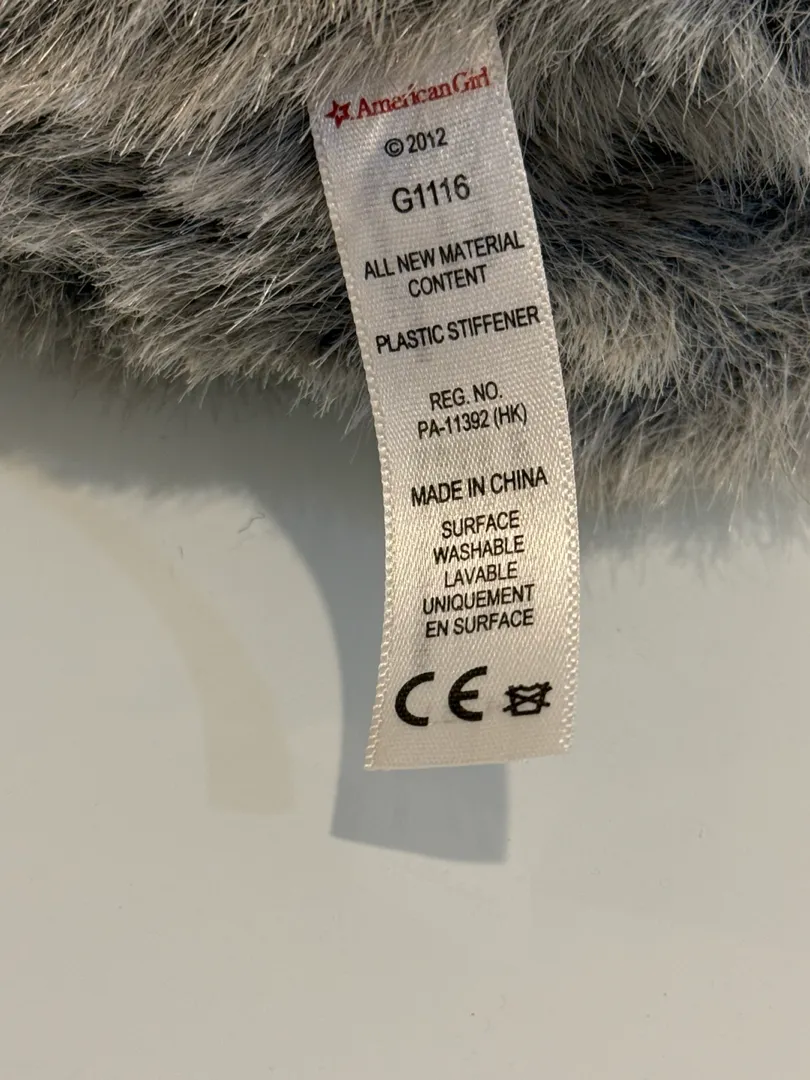 AmericanGirl
© 2012
G1116
ALL NEW MATERIAL
CONTENT
PLASTIC STIFFENER
REG. NO.
PA-11392 (HK)
MADE IN CHINA
SURFACE
WASHABLE
LAVABLE
UNIQUEMENT
EN SURFACE
CE